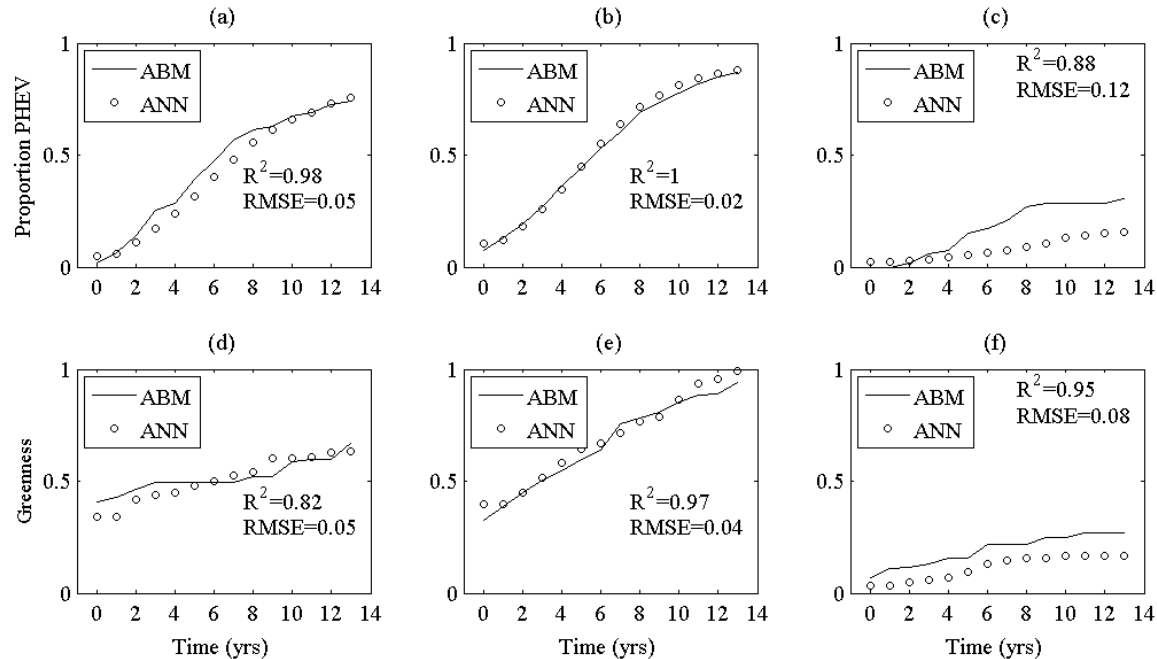 (a)
(b)
(c)
Proportion PHEV
1
0.5
0
ABM
ANN
R²=0.98
RMSE=0.05
0 2 4 6 8 10 12 14
1
0.5
0
ABM
ANN
R²=1
RMSE=0.02
0 2 4 6 8 10 12 14
1
0.5
0
ABM
ANN
R²=0.88
RMSE=0.12
0 2 4 6 8 10 12 14
(d)
(e)
(f)
Greenness
1
0.5
0
ABM
ANN
R²=0.82
RMSE=0.05
0 2 4 6 8 10 12 14
Time (yrs)
1
0.5
0
ABM
ANN
R²=0.97
RMSE=0.04
0 2 4 6 8 10 12 14
Time (yrs)
1
0.5
0
ABM
ANN
R²=0.95
RMSE=0.08
0 2 4 6 8 10 12 14
Time (yrs)